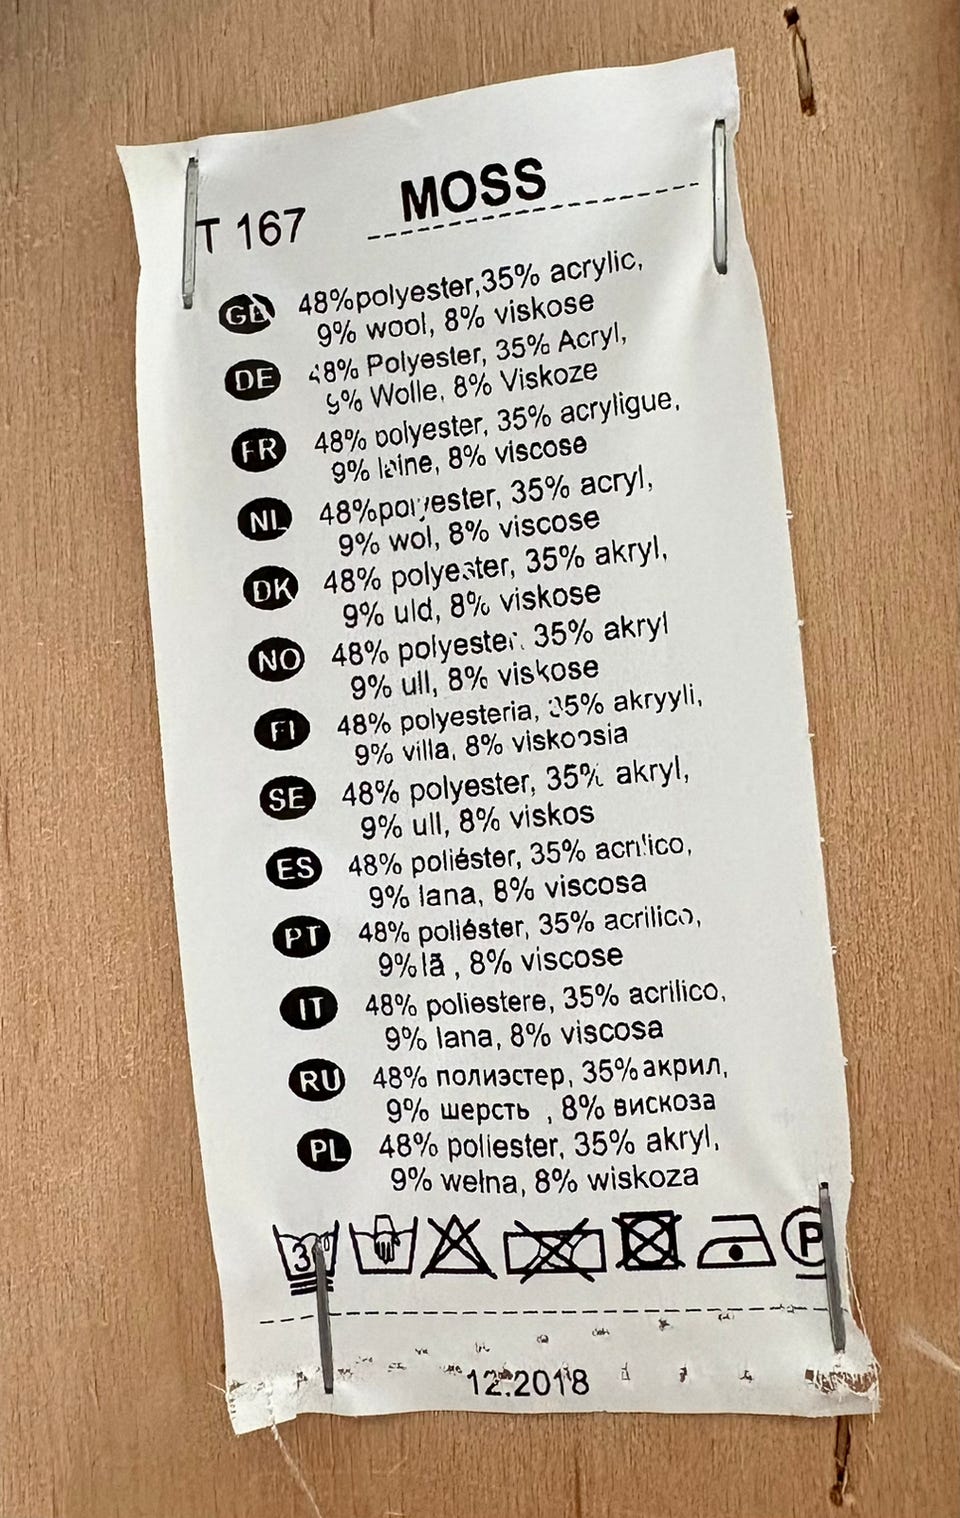 T 167 MOSS
GB 48%polyester,35% acrylic,
9% wool, 8% viskose
DE 48% Polyester, 35% Acryl,
9% Wolle, 8% Viskoze
FR 48% polyester, 35% acryligue,
9% laine, 8% viscose
NL 48%polyester, 35% acryl,
9% wol, 8% viscose
DK 48% polyester, 35% akryl,
9% uld, 8% viskose
NO 48% polyester, 35% akryl
9% ull, 8% viskose
FI 48% polyesteria, 35% akryyli,
9% villa, 8% viskoosia
SE 48% polyester, 35% akryl,
9% ull, 8% viskos
ES 48% poliéster, 35% acrílico,
9% lana, 8% viscosa
PT 48% poliéster, 35% acrilico,
9% lã , 8% viscose
IT 48% poliestere, 35% acrilico,
9% lana, 8% viscosa
RU 48% полиэстер, 35% акрил,
9% шерсть , 8% вискоза
PL 48% poliester, 35% akryl,
9% wełna, 8% wiskoza
30 P
12.2018